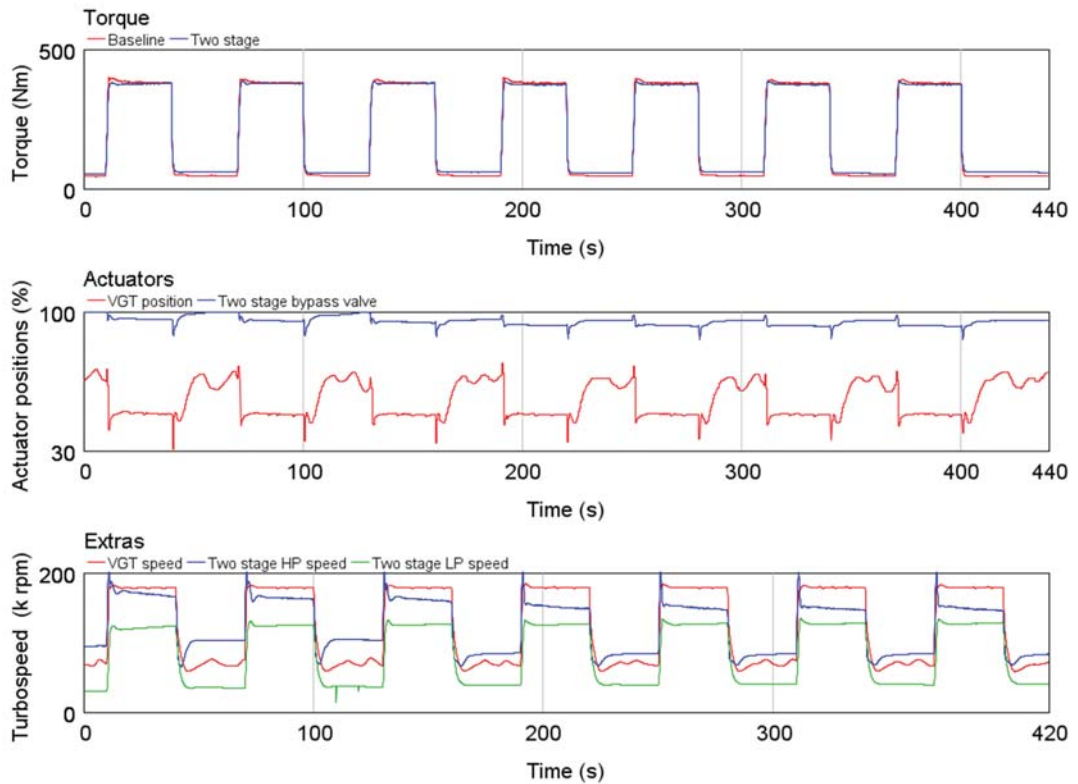 Torque
Baseline Two stage
500
Torque (Nm)
0
0 100 200 300 400 440
Time (s)
Actuators
VGT position Two stage bypass valve
100
Actuator positions (%)
30
0 100 200 300 400 440
Time (s)
Extras
VGT speed Two stage HP speed Two stage LP speed
200
Turbospeed (k rpm)
0
0 100 200 300 420
Time (s)